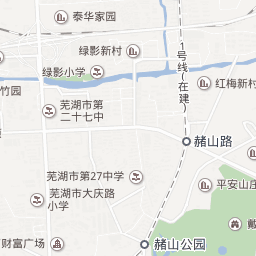 泰华家园
绿影新村
1号线(在建)
绿影小学
红梅新村
竹园
芜湖市第
二十七中
赭山路
芜湖市第27中学
平安山庄
芜湖市大庆路
小学
财富广场
赭山公园